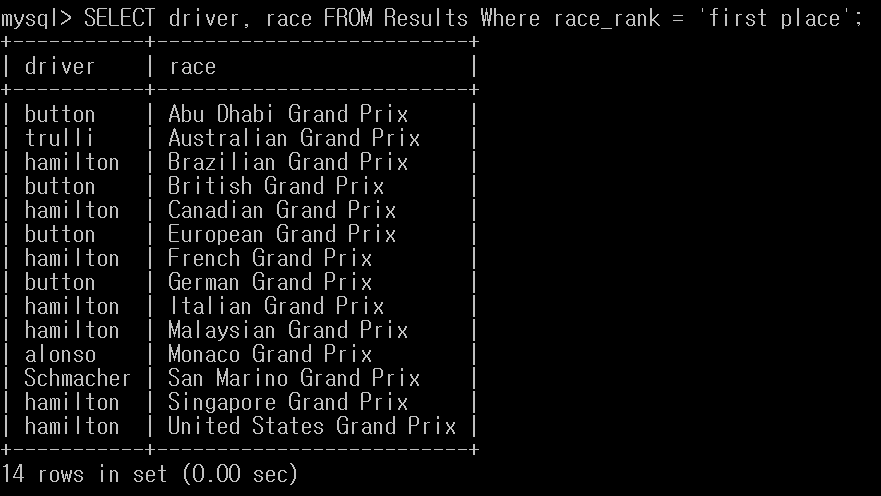 mysql> SELECT driver, race FROM Results Where race_rank = 'first place';
+-----------+--------------------------+
| driver    | race                     |
+-----------+--------------------------+
| button    | Abu Dhabi Grand Prix     |
| trulli    | Australian Grand Prix    |
| hamilton  | Brazilian Grand Prix     |
| button    | British Grand Prix       |
| hamilton  | Canadian Grand Prix      |
| button    | European Grand Prix      |
| hamilton  | French Grand Prix        |
| button    | German Grand Prix        |
| hamilton  | Italian Grand Prix       |
| hamilton  | Malaysian Grand Prix     |
| alonso    | Monaco Grand Prix        |
| Schmacher | San Marino Grand Prix    |
| hamilton  | Singapore Grand Prix     |
| hamilton  | United States Grand Prix |
+-----------+--------------------------+
14 rows in set (0.00 sec)